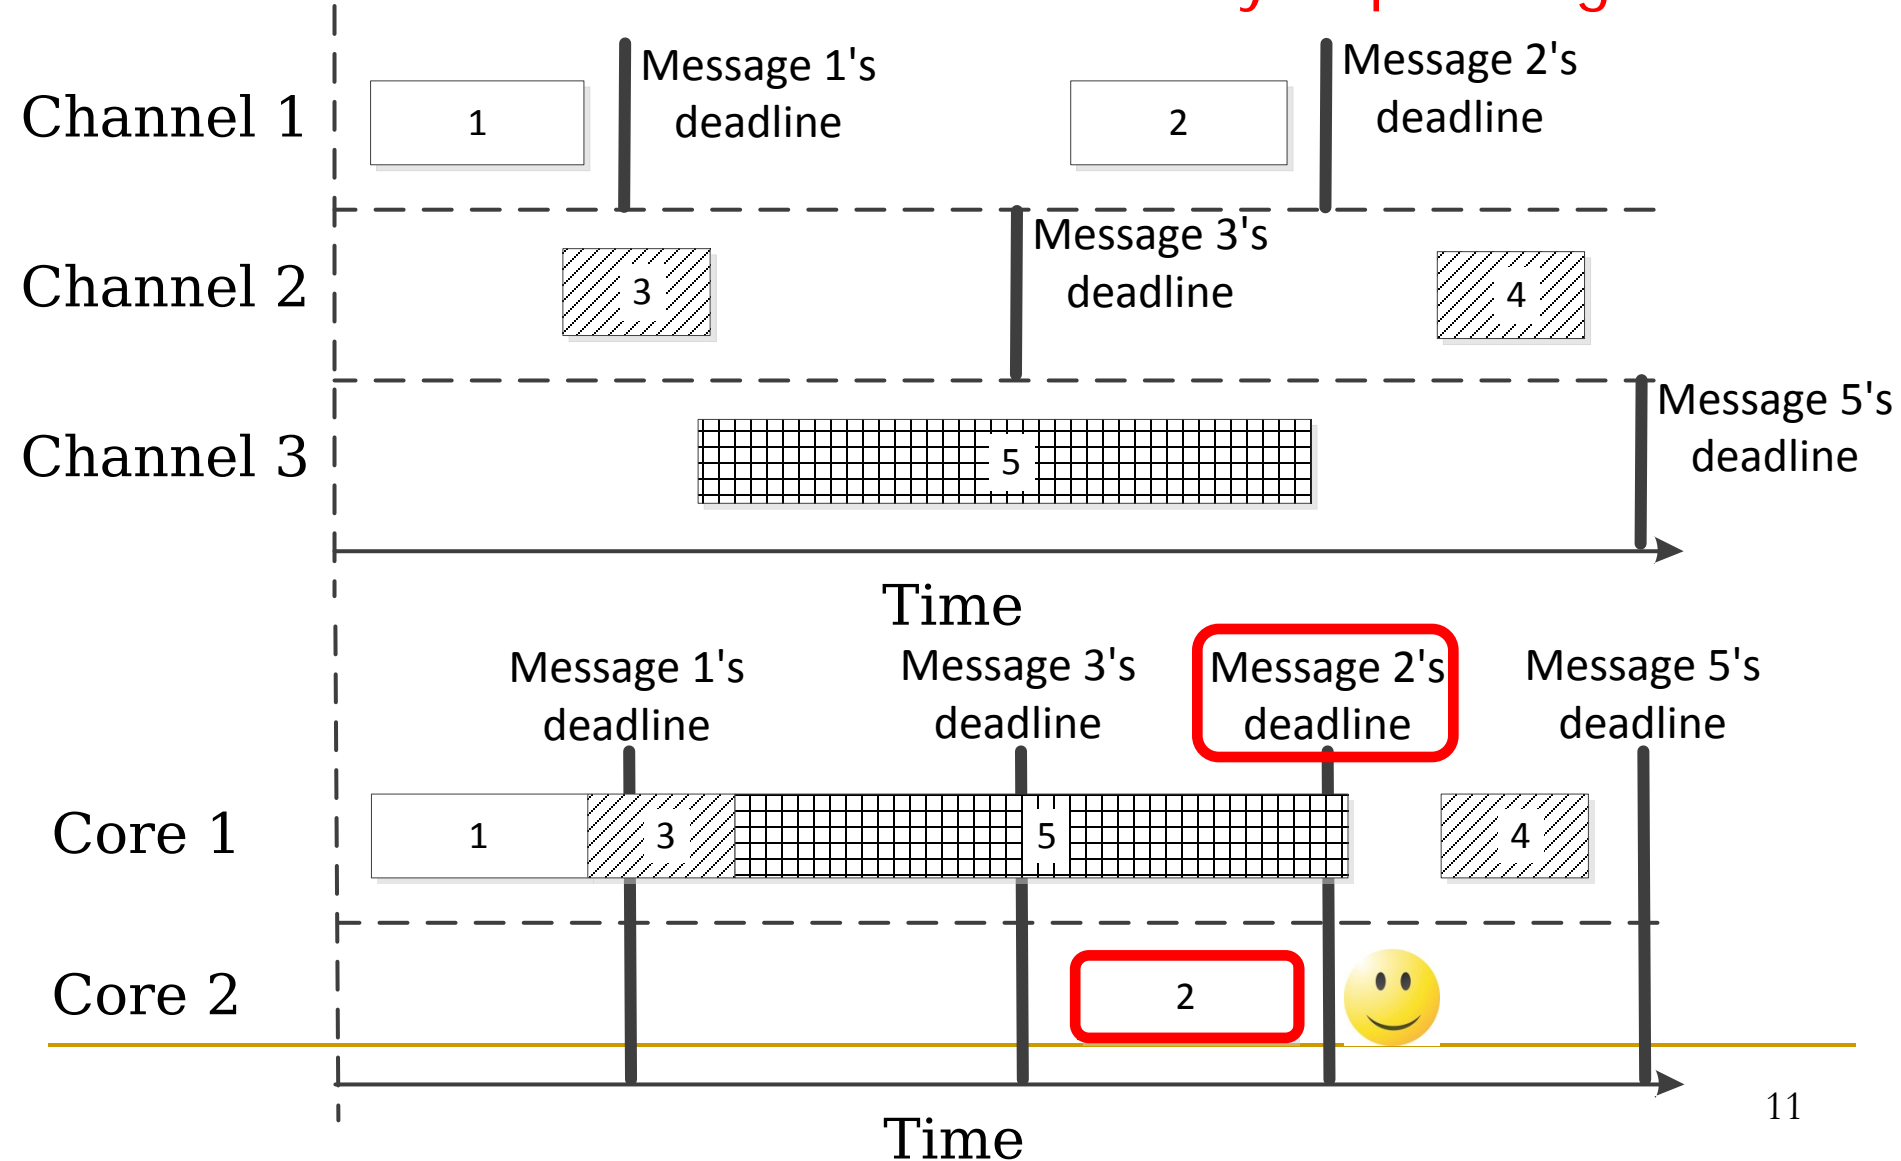 Message 1's
deadline
Message 2's
deadline
Channel 1
1
2
Message 3's
deadline
Channel 2
3
4
Message 5's
deadline
Channel 3
5
Time
Message 1's
deadline
Message 3's
deadline
Message 2's
deadline
Message 5's
deadline
Core 1
1
3
5
4
Core 2
2
11
Time